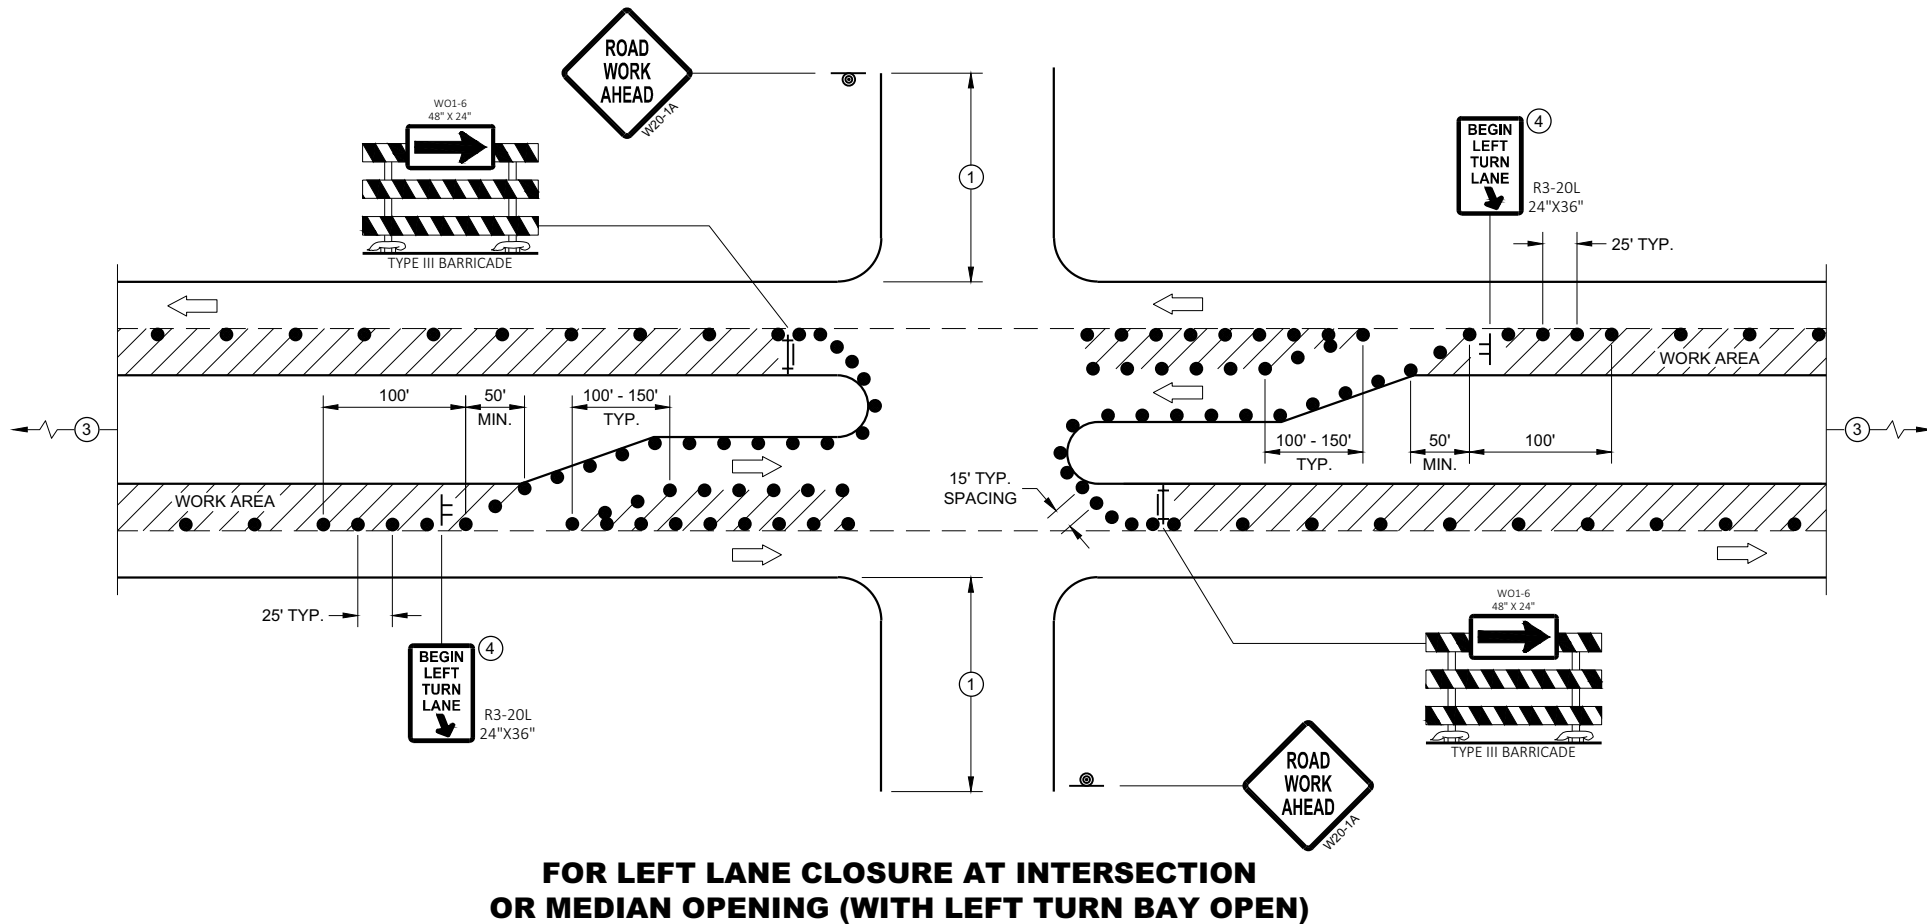 ROAD
WORK
AHEAD
W20-1A
WO1-6
48" X 24"
TYPE III BARRICADE
1
BEGIN
LEFT
TURN
LANE
4
R3-20L
24"X36"
25' TYP.
WORK AREA
100'
50'
MIN.
100' - 150'
TYP.
3
100' - 150'
TYP.
50'
MIN.
100'
3
WORK AREA
15' TYP.
SPACING
25' TYP.
BEGIN
LEFT
TURN
LANE
4
R3-20L
24"X36"
1
WO1-6
48" X 24"
TYPE III BARRICADE
ROAD
WORK
AHEAD
W20-1A
FOR LEFT LANE CLOSURE AT INTERSECTION
OR MEDIAN OPENING (WITH LEFT TURN BAY OPEN)